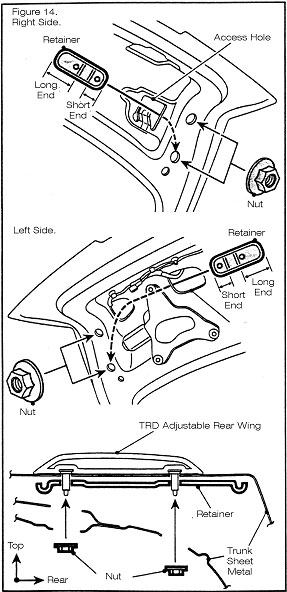 Figure 14.
Right Side.
Retainer
Access Hole
Long
End
Short
End
Nut
Left Side.
Retainer
Long
End
Short
End
Nut
TRD Adjustable Rear Wing
Retainer
Top
Rear
Nut
Trunk
Sheet
Metal